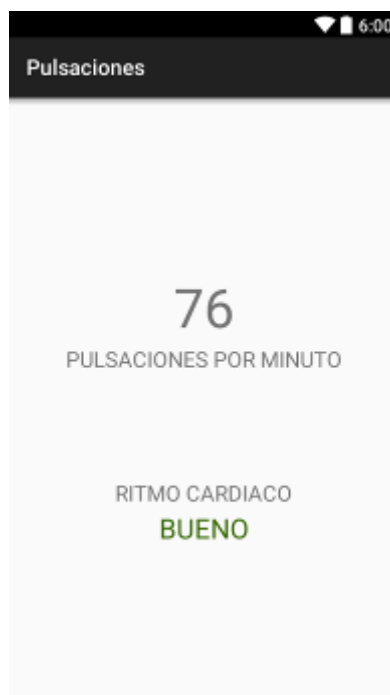 6:00
Pulsaciones
76
PULSACIONES POR MINUTO
RITMO CARDIACO
BUENO